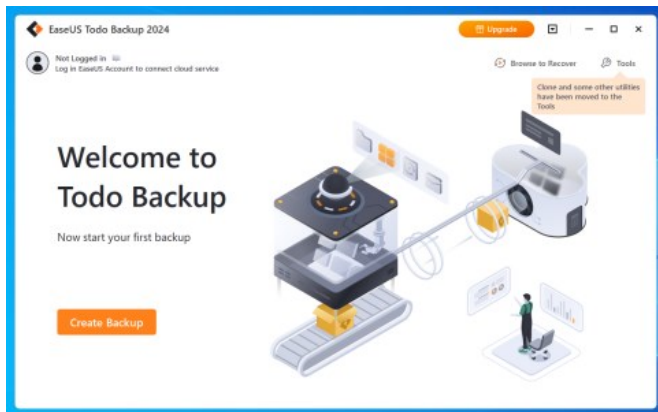 EaseUS Todo Backup 2024
Upgrade
Not Logged in
Log in EaseUS Account to connect cloud service
Browse to Recover
Tools
Clone and some other utilities
have been moved to the
Tools
Welcome to
Todo Backup
Now start your first backup
Create Backup